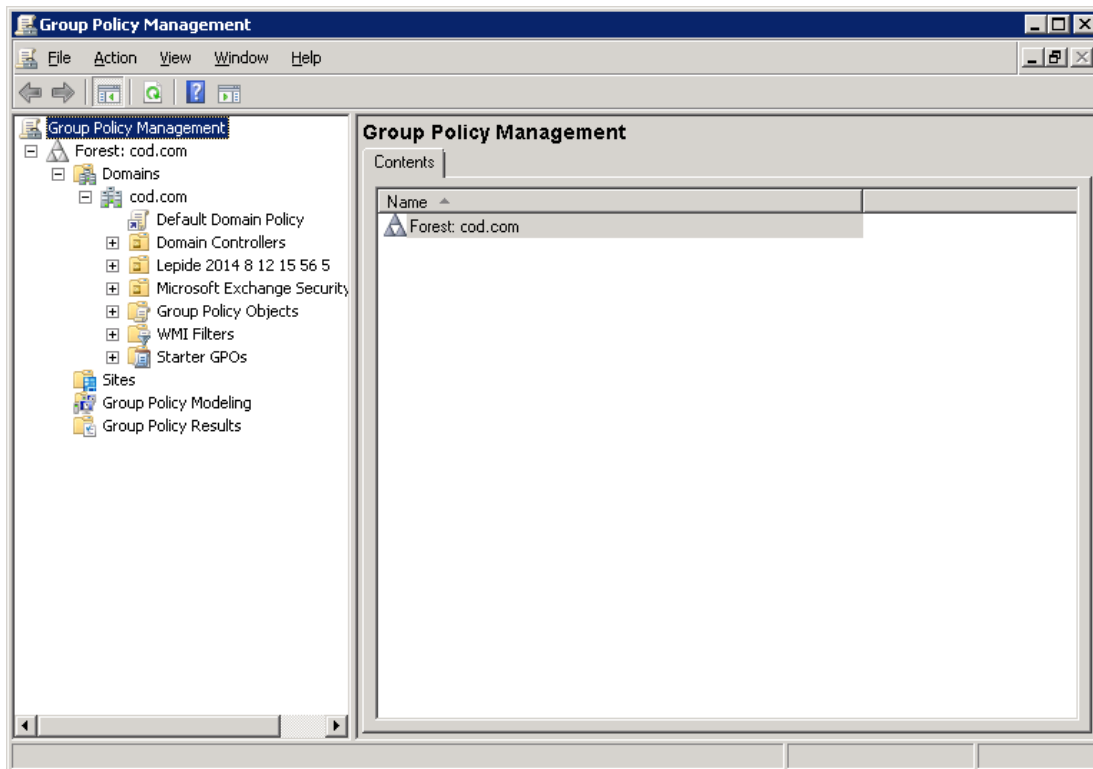 Group Policy Management
File Action View Window Help
Group Policy Management
Forest: cod.com
Domains
cod.com
Default Domain Policy
Domain Controllers
Lepide 2014 8 12 15 56 5
Microsoft Exchange Security
Group Policy Objects
WMI Filters
Starter GPOs
Sites
Group Policy Modeling
Group Policy Results
Group Policy Management
Contents
Name
Forest: cod.com